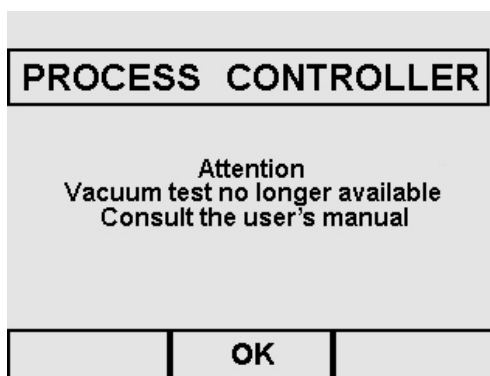 PROCESS CONTROLLER
Attention
Vacuum test no longer available
Consult the user's manual
OK